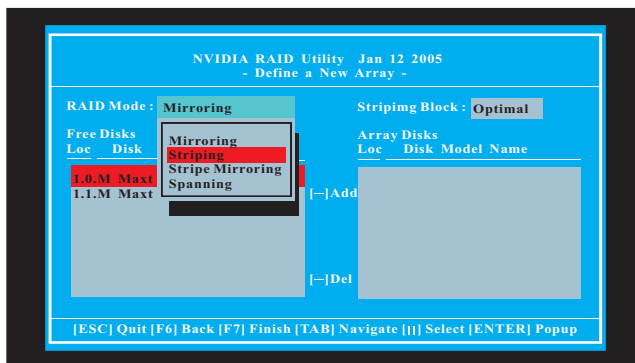 NVIDIA RAID Utility Jan 12 2005
- Define a New Array -
RAID Mode : Mirroring
Stripimg Block : Optimal
Free Disks
Loc Disk
Array Disks
Loc Disk Model Name
Mirroring
Striping
Stripe Mirroring
Spanning
1.0.M Maxt
1.1.M Maxt
[—]Add
[—]Del
[ESC] Quit [F6] Back [F7] Finish [TAB] Navigate [||] Select [ENTER] Popup